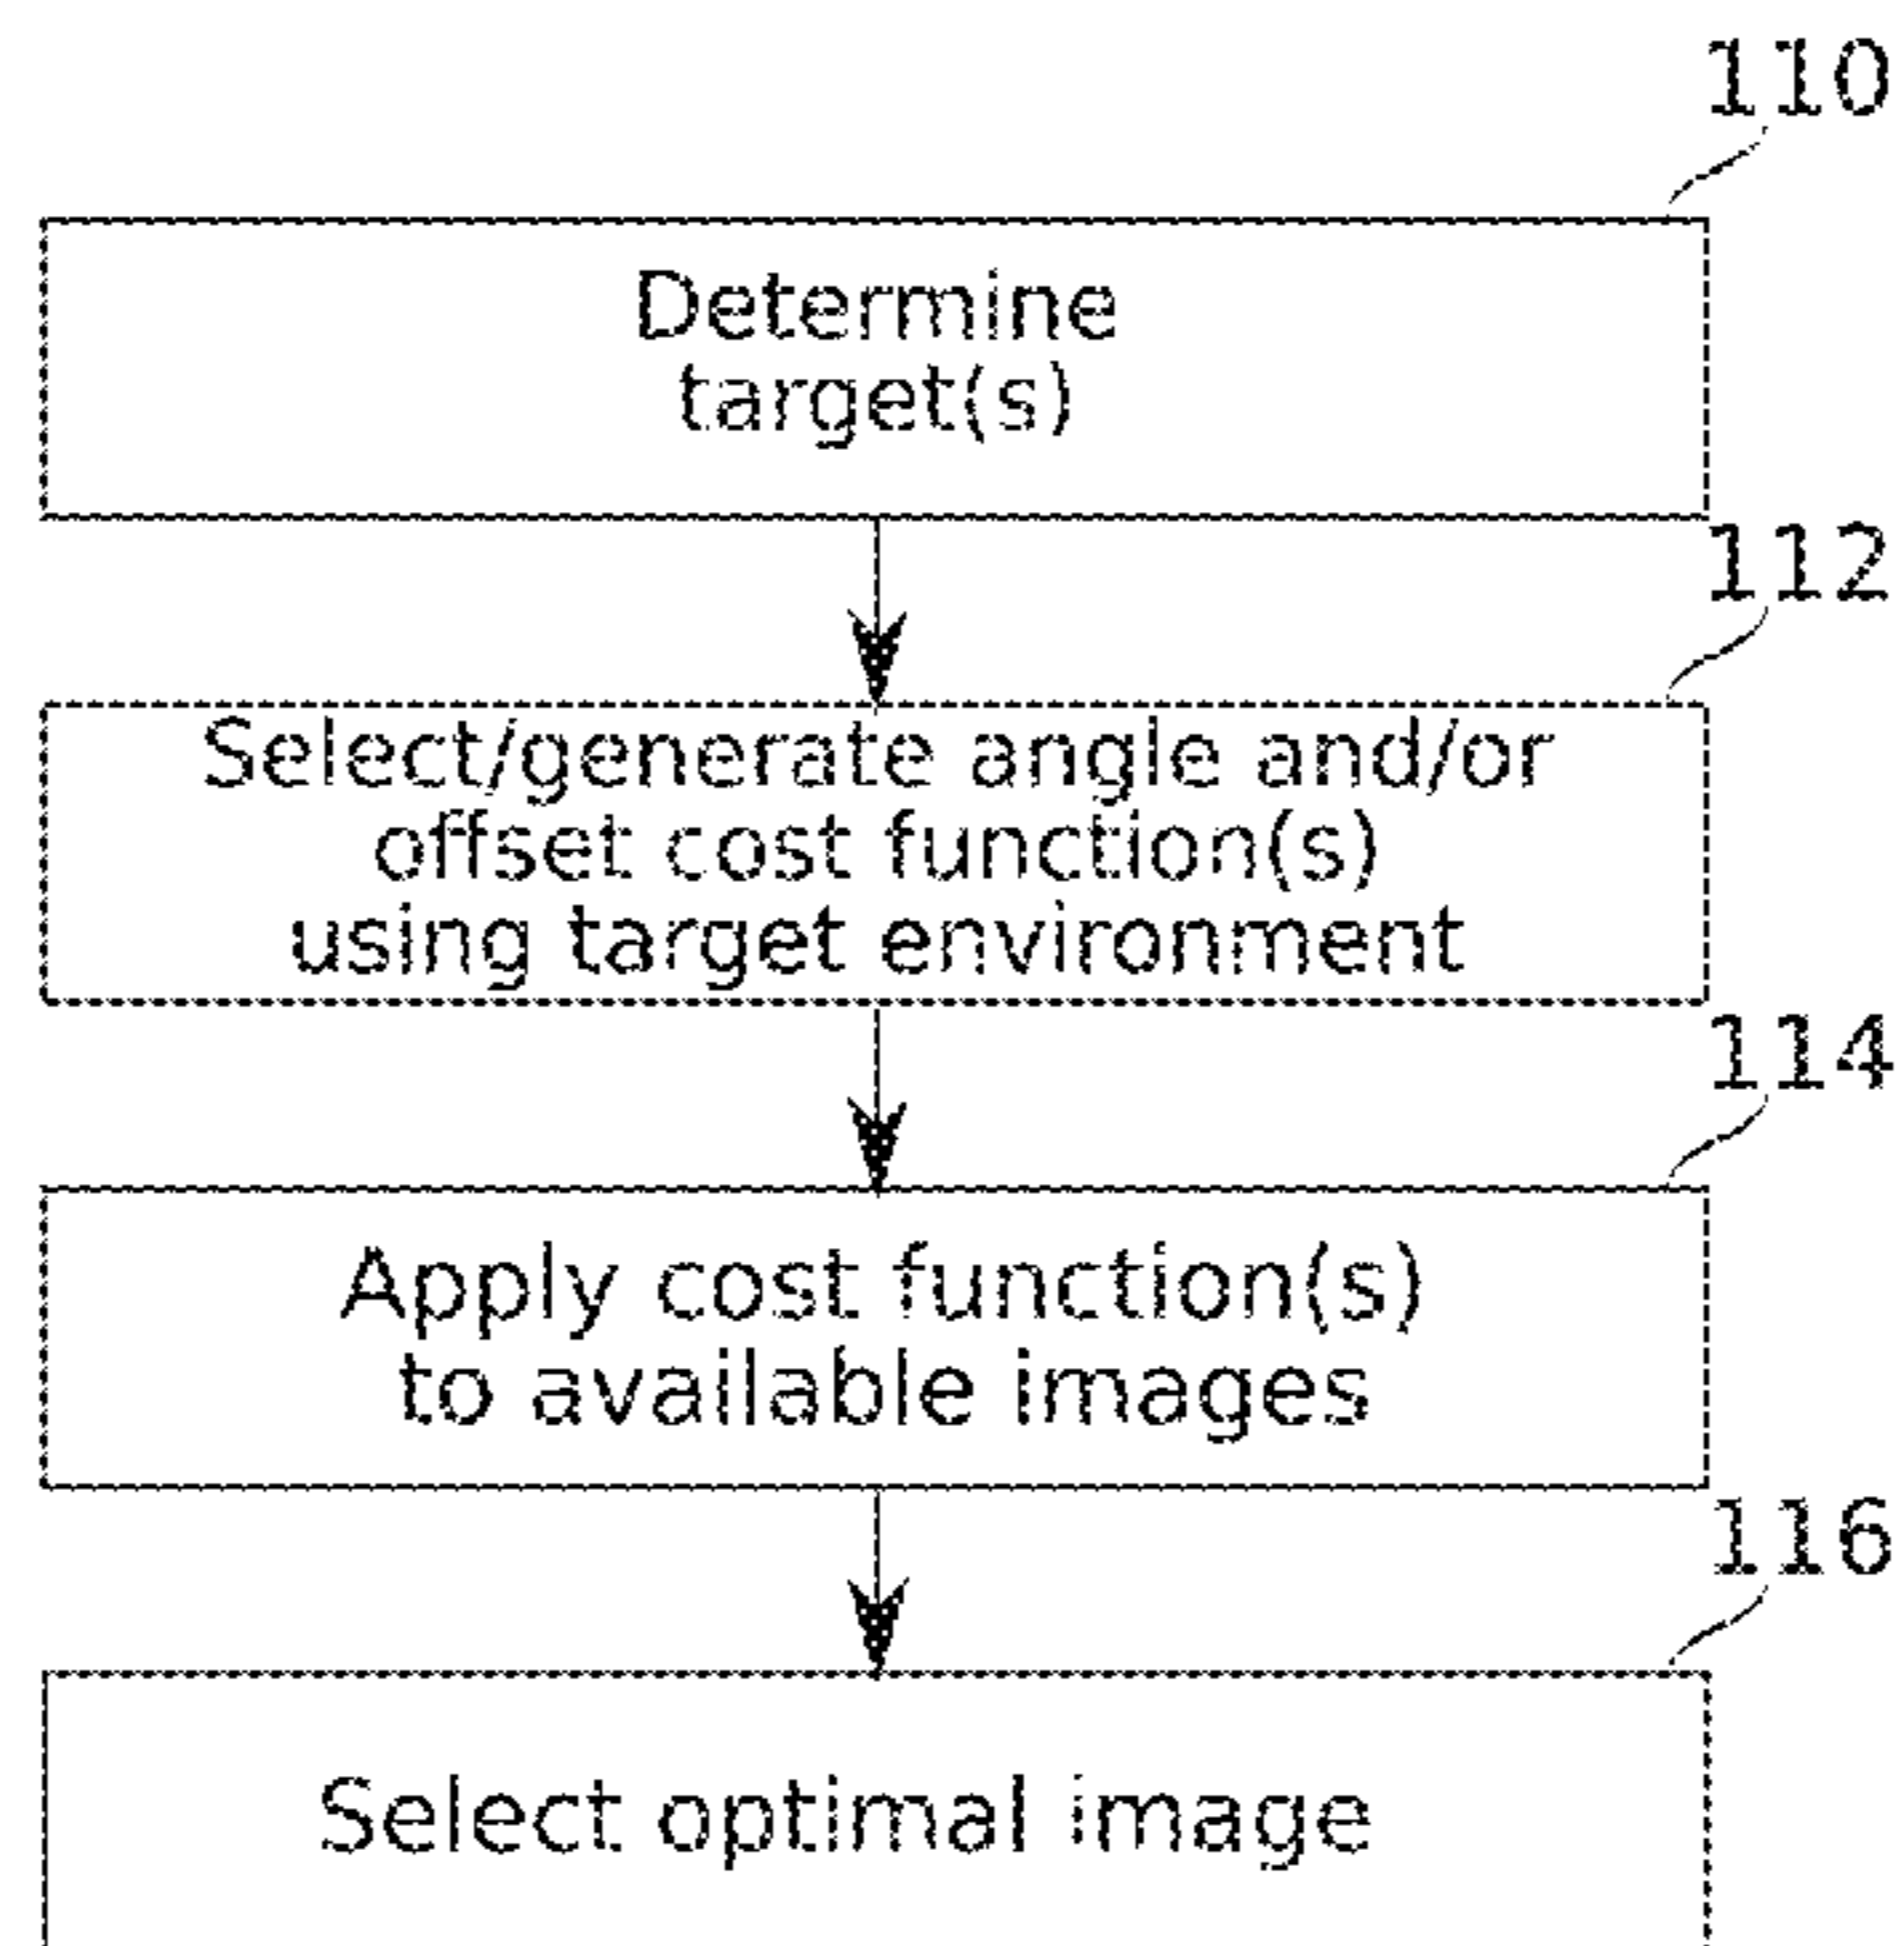 110
Determine
target(s)
112
Select/generate angle and/or
offset cost function(s)
using target environment
114
Apply cost function(s)
to available images
116
Select optimal image